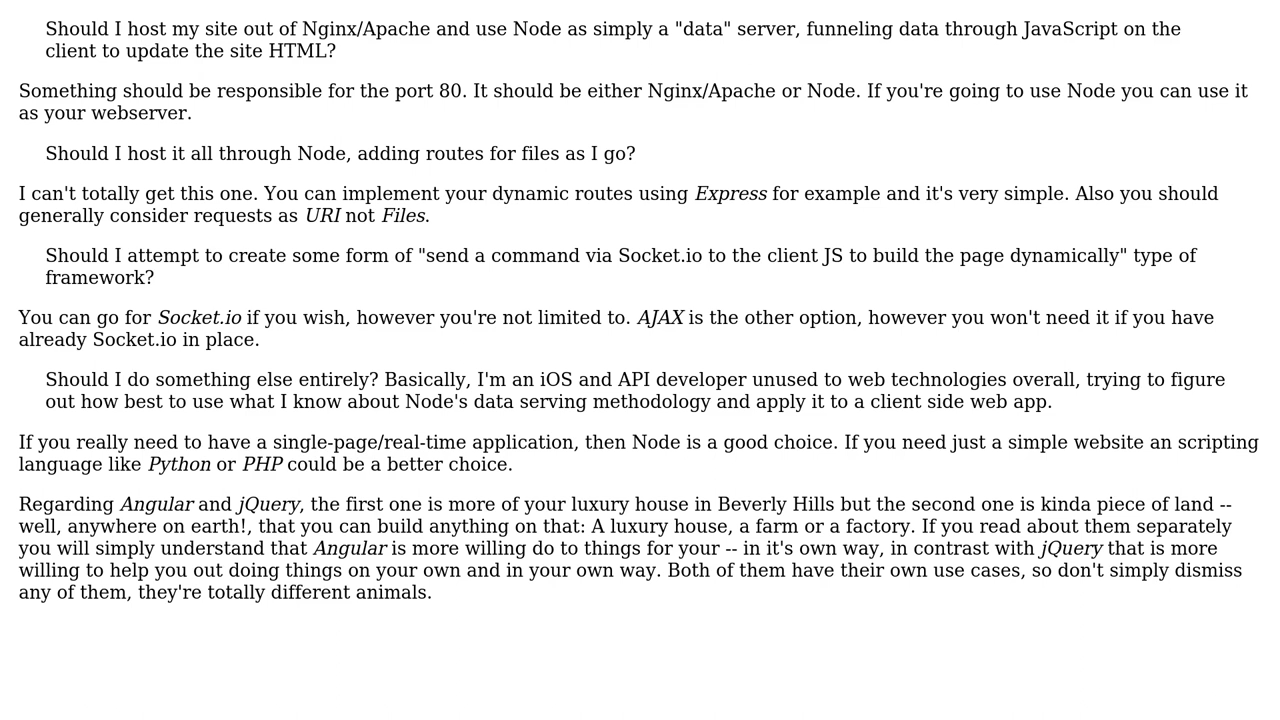 Should I host my site out of Nginx/Apache and use Node as simply a "data" server, funneling data through JavaScript on the
client to update the site HTML?
Something should be responsible for the port 80. It should be either Nginx/Apache or Node. If you're going to use Node you can use it
as your webserver.
Should I host it all through Node, adding routes for files as I go?
I can't totally get this one. You can implement your dynamic routes using Express for example and it's very simple. Also you should
generally consider requests as URI not Files.
Should I attempt to create some form of "send a command via Socket.io to the client JS to build the page dynamically" type of
framework?
You can go for Socket.io if you wish, however you're not limited to. AJAX is the other option, however you won't need it if you have
already Socket.io in place.
Should I do something else entirely? Basically, I'm an iOS and API developer unused to web technologies overall, trying to figure
out how best to use what I know about Node's data serving methodology and apply it to a client side web app.
If you really need to have a single-page/real-time application, then Node is a good choice. If you need just a simple website an scripting
language like Python or PHP could be a better choice.
Regarding Angular and jQuery, the first one is more of your luxury house in Beverly Hills but the second one is kinda piece of land --
well, anywhere on earth!, that you can build anything on that: A luxury house, a farm or a factory. If you read about them separately
you will simply understand that Angular is more willing do to things for your -- in it's own way, in contrast with jQuery that is more
willing to help you out doing things on your own and in your own way. Both of them have their own use cases, so don't simply dismiss
any of them, they're totally different animals.